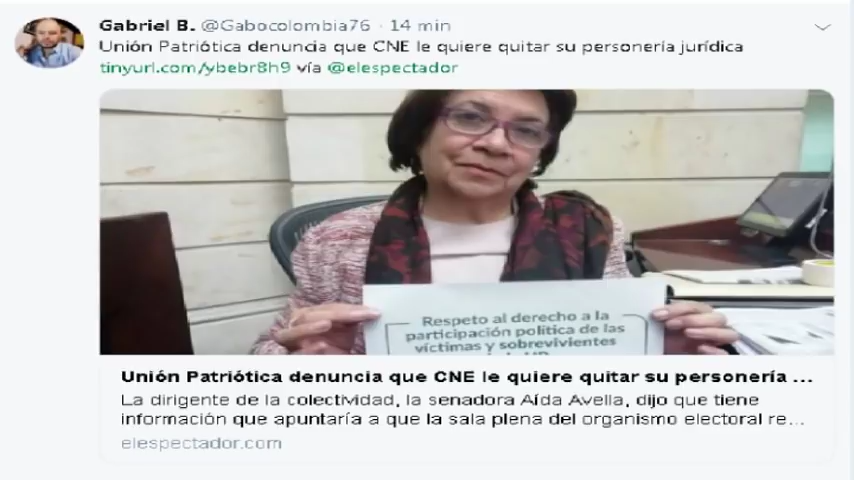 Gabriel B. @Gabocolombia76 · 14 min
Unión Patriótica denuncia que CNE le quiere quitar su personería jurídica
tinyurl.com/ybebr8h9 vía @elespectador
Respeto al derecho a la
participación política de las
víctimas y sobrevivientes
Unión Patriótica denuncia que CNE le quiere quitar su personería ...
La dirigente de la colectividad, la senadora Aída Avella, dijo que tiene
información que apuntaría a que la sala plena del organismo electoral re...
elespectador.com